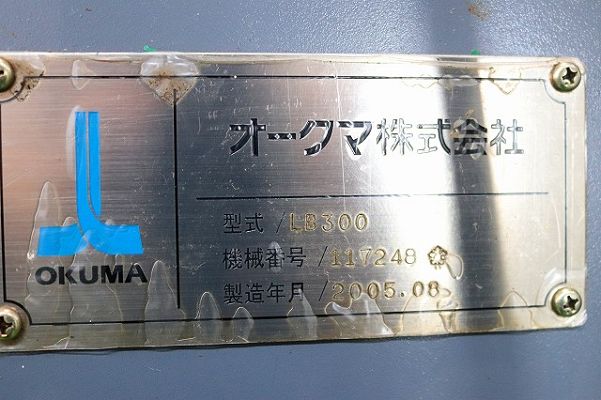 OKUMA
オークマ株式会社
型式 / LB300
機械番号 / 117248
製造年月 / 2005.08